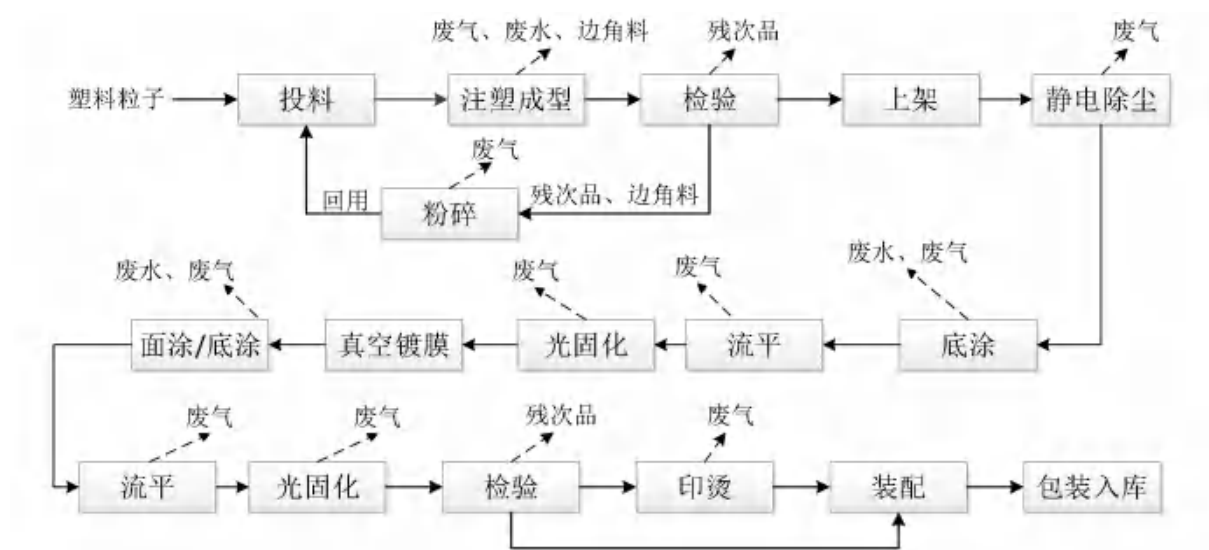 废气、废水、边角料
残次品
废气
塑料粒子
投料
注塑成型
检验
上架
静电除尘
废气
回用
粉碎
残次品、边角料
废水、废气
废气
废气
废水、废气
面涂/底涂
真空镀膜
光固化
流平
底涂
废气
废气
残次品
废气
流平
光固化
检验
印烫
装配
包装入库